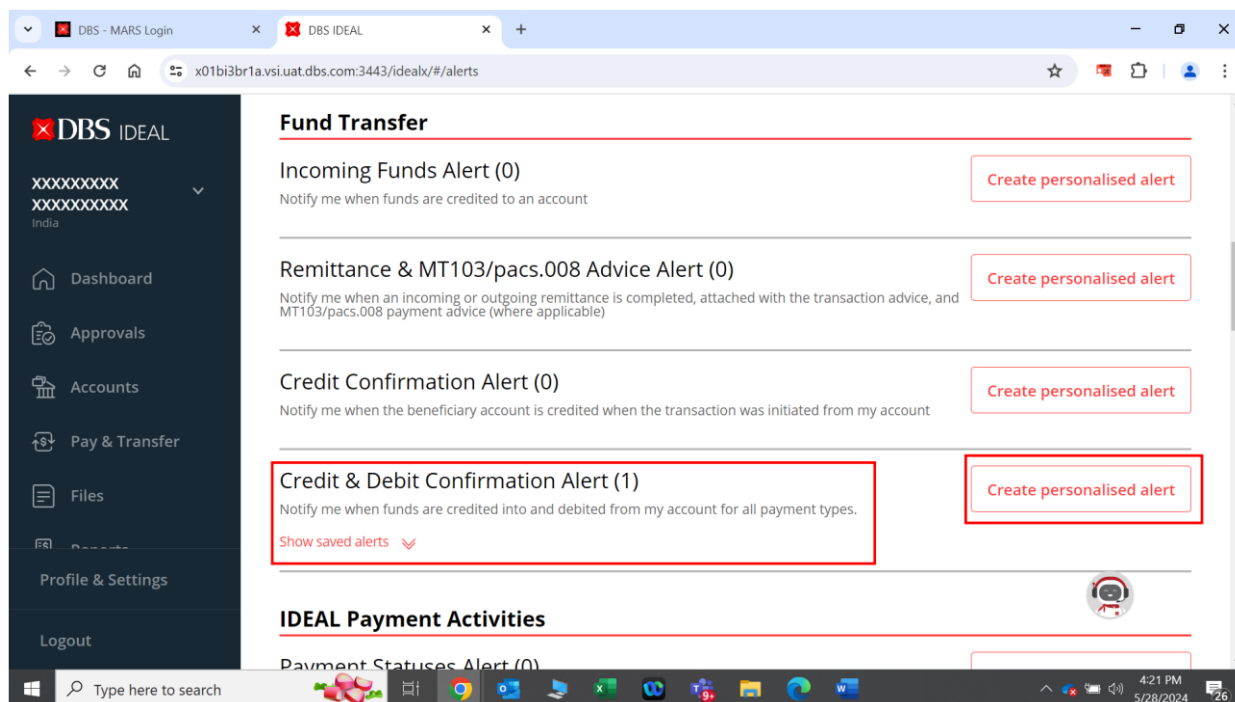 DBS - MARS Login
DBS IDEAL
x01bi3br1a.vsi.uat.dbs.com:3443/idealx/#/alerts
DBS IDEAL
XXXXXXXXX
XXXXXXXXXX
India
Dashboard
Approvals
Accounts
Pay & Transfer
Files
Reports
Profile & Settings
Logout
Fund Transfer
Incoming Funds Alert (0)
Notify me when funds are credited to an account
Create personalised alert
Remittance & MT103/pacs.008 Advice Alert (0)
Notify me when an incoming or outgoing remittance is completed, attached with the transaction advice, and
MT103/pacs.008 payment advice (where applicable)
Create personalised alert
Credit Confirmation Alert (0)
Notify me when the beneficiary account is credited when the transaction was initiated from my account
Create personalised alert
Credit & Debit Confirmation Alert (1)
Notify me when funds are credited into and debited from my account for all payment types.
Show saved alerts
Create personalised alert
IDEAL Payment Activities
Payment Statuses Alert (0)
Type here to search
9+
4:21 PM
5/28/2024
26